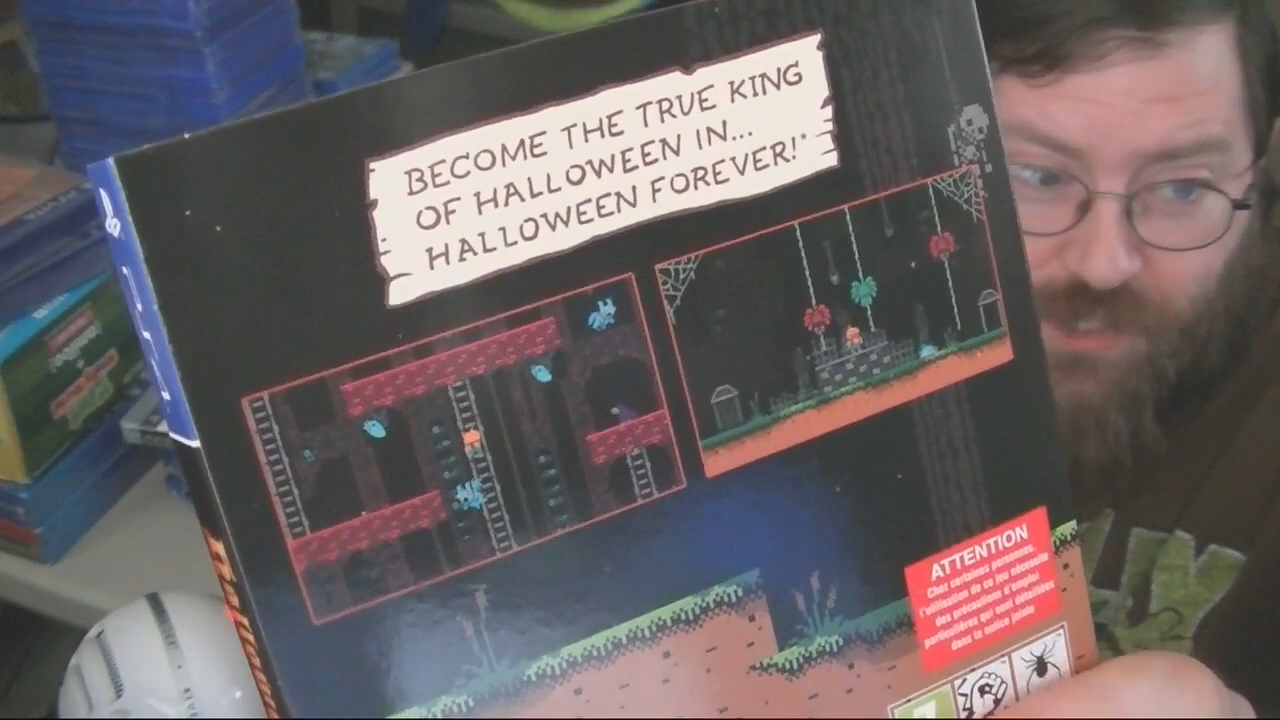 BECOME THE TRUE KING
OF HALLOWEEN IN...
HALLOWEEN FOREVER!*
ATTENTION
Chez certaines personnes,
l'utilisation de ce jeu nécessite
des précautions d'emploi
particulières qui sont détaillées
dans la notice jointe
7